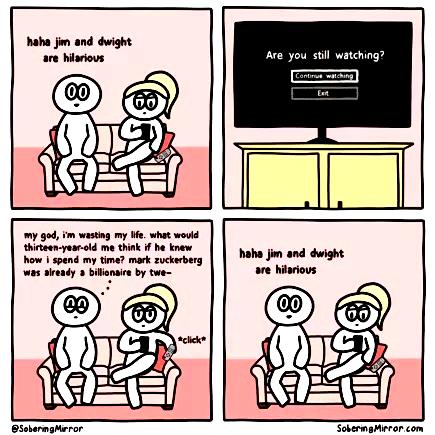 haha jim and dwight
are hilarious
Are you still watching?
Continue watching
Exit
my god, i'm wasting my life. what would
thirteen-year-old me think if he knew
how i spend my time? mark zuckerberg
was already a billionaire by twe-
*click*
haha jim and dwight
are hilarious
@SoberingMirror
SoberingMirror.com